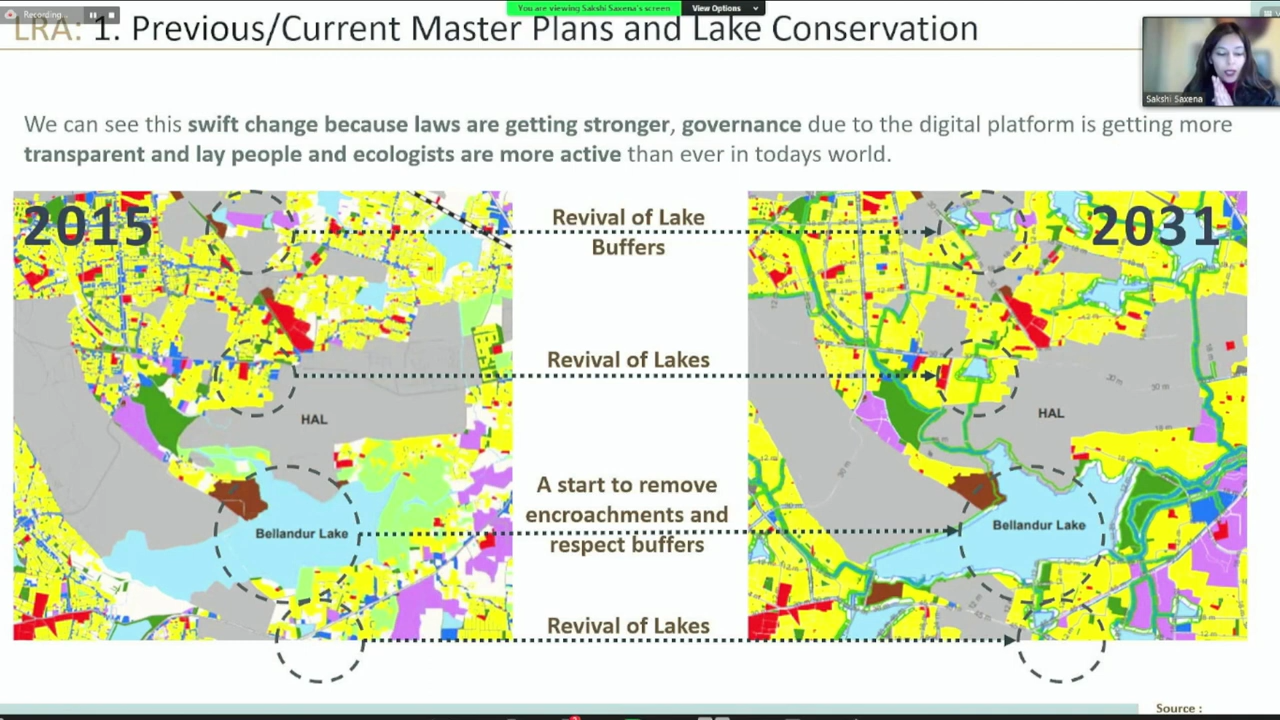 Recording...
You are viewing Sakshi Saxena's screen
View Options
LRA: 1. Previous/Current Master Plans and Lake Conservation
Sakshi Saxena
We can see this swift change because laws are getting stronger, governance due to the digital platform is getting more
transparent and lay people and ecologists are more active than ever in todays world.
2015
2031
Revival of Lake
Buffers
Revival of Lakes
HAL
HAL
30 m
30 m
A start to remove
encroachments and
respect buffers
Bellandur Lake
Bellandur Lake
Revival of Lakes
Source :